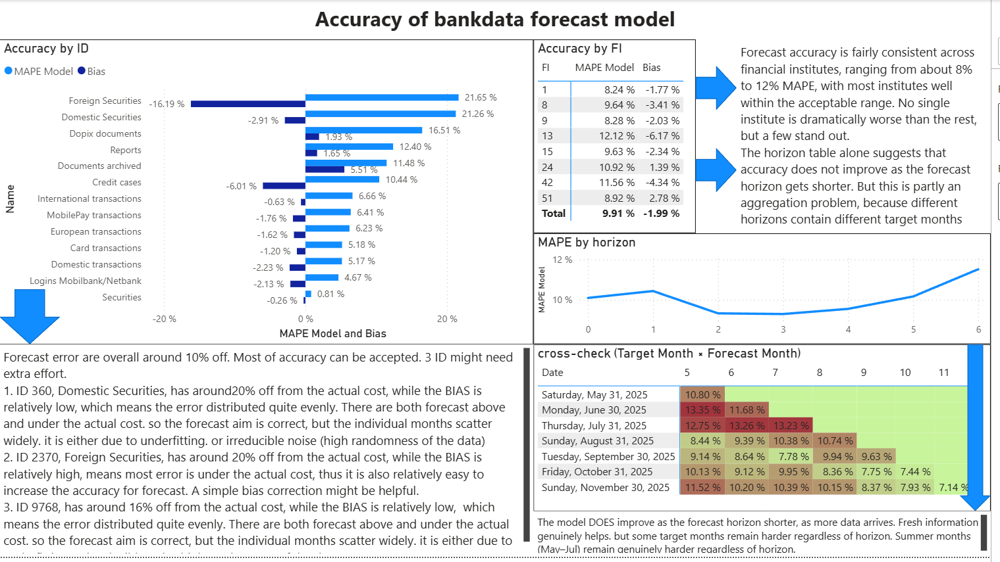 Accuracy of bankdata forecast model
Accuracy by ID
MAPE Model Bias
Name
Foreign Securities -16.19 % 21.65 %
Domestic Securities -2.91 % 21.26 %
Dopix documents 16.51 % 1.93 %
Reports 12.40 % 1.65 %
Documents archived 11.48 % 5.51 %
Credit cases -6.01 % 10.44 %
International transactions -0.63 % 6.66 %
MobilePay transactions -1.76 % 6.41 %
European transactions -1.62 % 6.23 %
Card transactions -1.20 % 5.18 %
Domestic transactions -2.23 % 5.17 %
Logins Mobilbank/Netbank -2.13 % 4.67 %
Securities -0.26 % 0.81 %
-20 % 0 % 20 %
MAPE Model and Bias
Forecast error are overall around 10% off. Most of accuracy can be accepted. 3 ID might need
extra effort.
1. ID 360, Domestic Securities, has around20% off from the actual cost, while the BIAS is
relatively low, which means the error distributed quite evenly. There are both forecast above
and under the actual cost. so the forecast aim is correct, but the individual months scatter
widely. it is either due to underfitting. or irreducible noise (high randomness of the data)
2. ID 2370, Foreign Securities, has around 20% off from the actual cost, while the BIAS is
relatively high, means most error is under the actual cost, thus it is also relatively easy to
increase the accuracy for forecast. A simple bias correction might be helpful.
3. ID 9768, has around 16% off from the actual cost, while the BIAS is relatively low, which
means the error distributed quite evenly. There are both forecast above and under the actual
cost. so the forecast aim is correct, but the individual months scatter widely. it is either due to
Accuracy by FI
FI MAPE Model Bias
1 8.24 % -1.77 %
8 9.64 % -3.41 %
9 8.28 % -2.03 %
13 12.12 % -6.17 %
15 9.63 % -2.34 %
24 10.92 % 1.39 %
42 11.56 % -4.34 %
51 8.92 % 2.78 %
Total 9.91 % -1.99 %
Forecast accuracy is fairly consistent across
financial institutes, ranging from about 8%
to 12% MAPE, with most institutes well
within the acceptable range. No single
institute is dramatically worse than the rest,
but a few stand out.
The horizon table alone suggests that
accuracy does not improve as the forecast
horizon gets shorter. But this is partly an
aggregation problem, because different
horizons contain different target months
MAPE by horizon
MAPE Model
12 %
10 %
0 1 2 3 4 5 6
cross-check (Target Month × Forecast Month)
Date 5 6 7 8 9 10 11
Saturday, May 31, 2025 10.80 %
Monday, June 30, 2025 13.35 % 11.68 %
Thursday, July 31, 2025 12.75 % 13.26 % 13.23 %
Sunday, August 31, 2025 8.44 % 9.39 % 10.38 % 10.74 %
Tuesday, September 30, 2025 9.14 % 8.64 % 7.78 % 9.94 % 9.63 %
Friday, October 31, 2025 10.13 % 9.12 % 9.95 % 8.36 % 7.75 % 7.44 %
Sunday, November 30, 2025 11.52 % 10.20 % 10.39 % 10.15 % 8.37 % 7.93 % 7.14 %
The model DOES improve as the forecast horizon shorter, as more data arrives. Fresh information
genuinely helps. but some target months remain harder regardless of horizon. Summer months
(May–Jul) remain genuinely harder regardless of horizon.